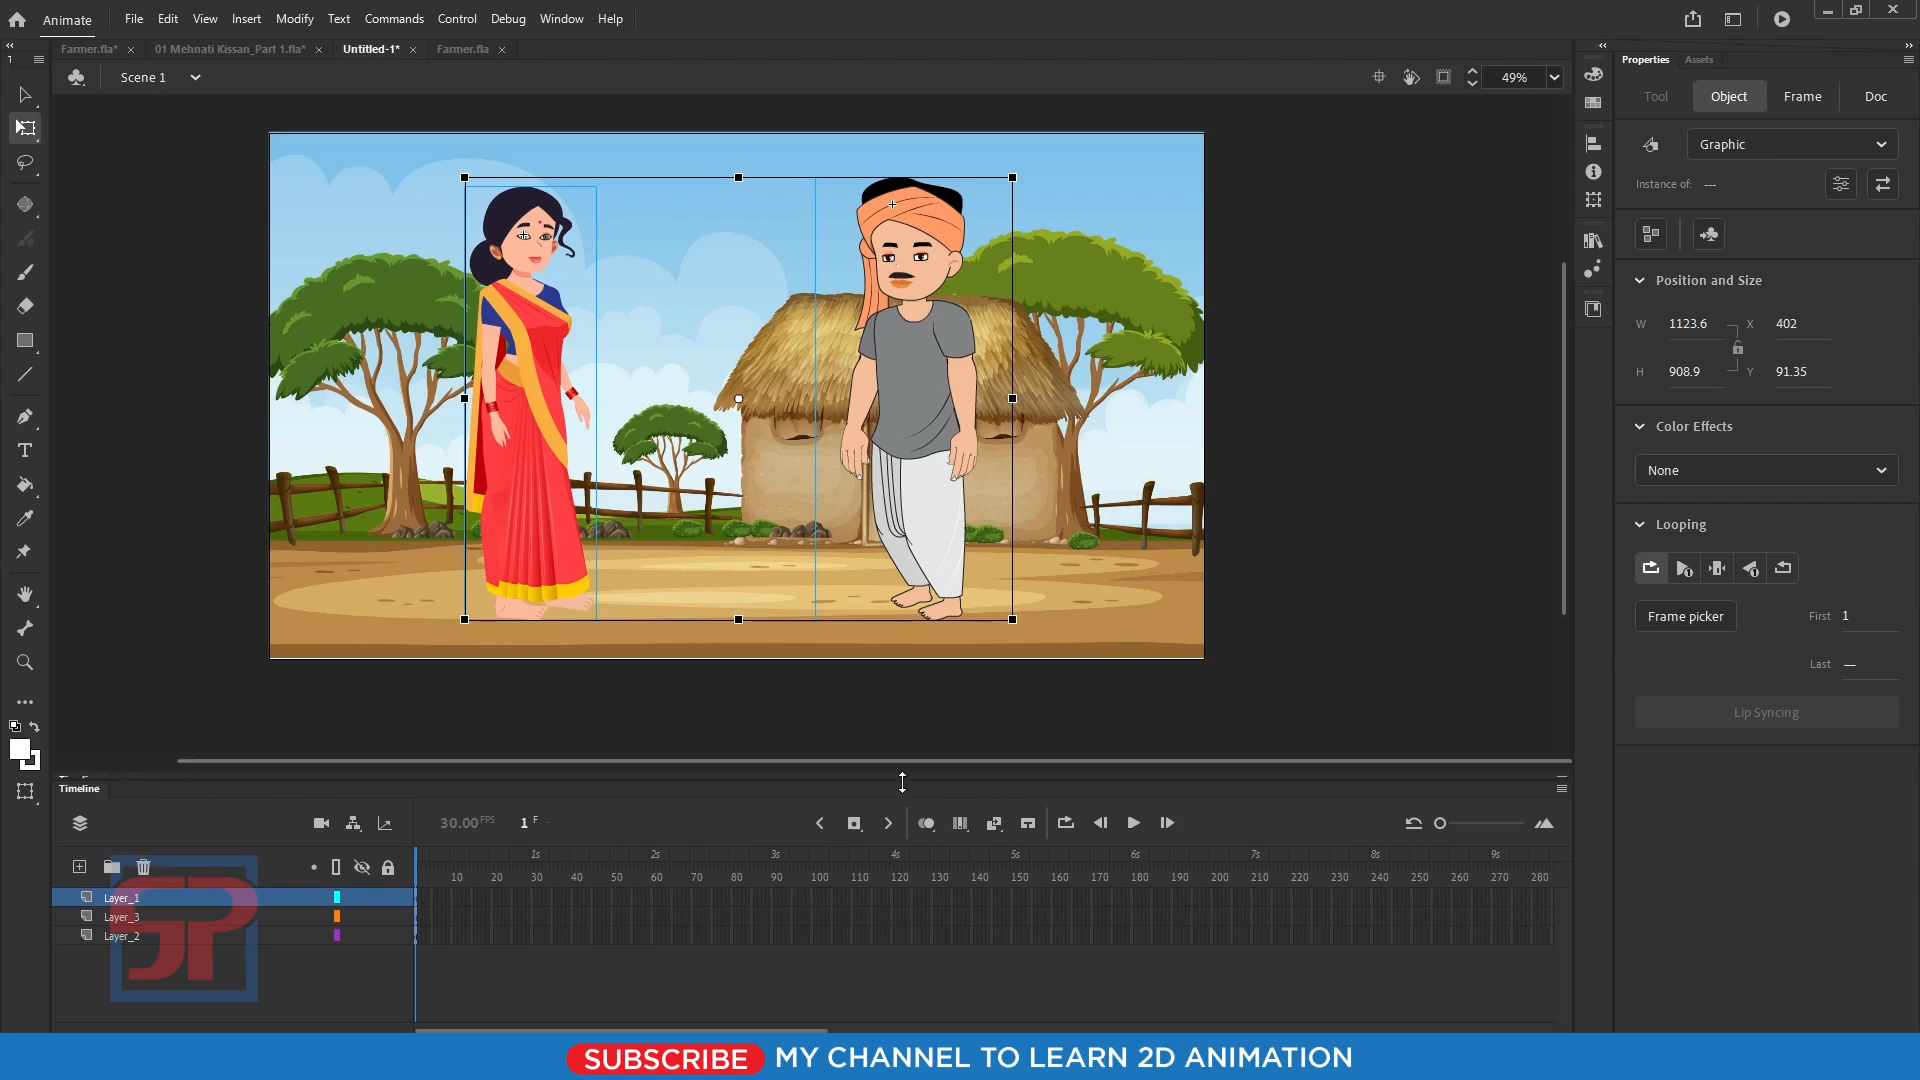 Animate File Edit View Insert Modify Text Commands Control Debug Window Help
Farmer.fla* 01 Mehnati Kissan_Part 1.fla* Untitled-1* Farmer.fla
1
Scene 1
49%
Properties Assets
Tool Object Frame Doc
Graphic
Instance of: ---
Position and Size
W 1123.6 X 402
H 908.9 Y 91.35
Color Effects
None
Looping
Frame picker First 1
Last —
Lip Syncing
Timeline
30.00 FPS 1 F
1s 2s 3s 4s 5s 6s 7s 8s 9s
10 20 30 40 50 60 70 80 90 100 110 120 130 140 150 160 170 180 190 200 210 220 230 240 250 260 270 280
Layer_1
Layer_3
Layer_2
JP
SUBSCRIBE MY CHANNEL TO LEARN 2D ANIMATION